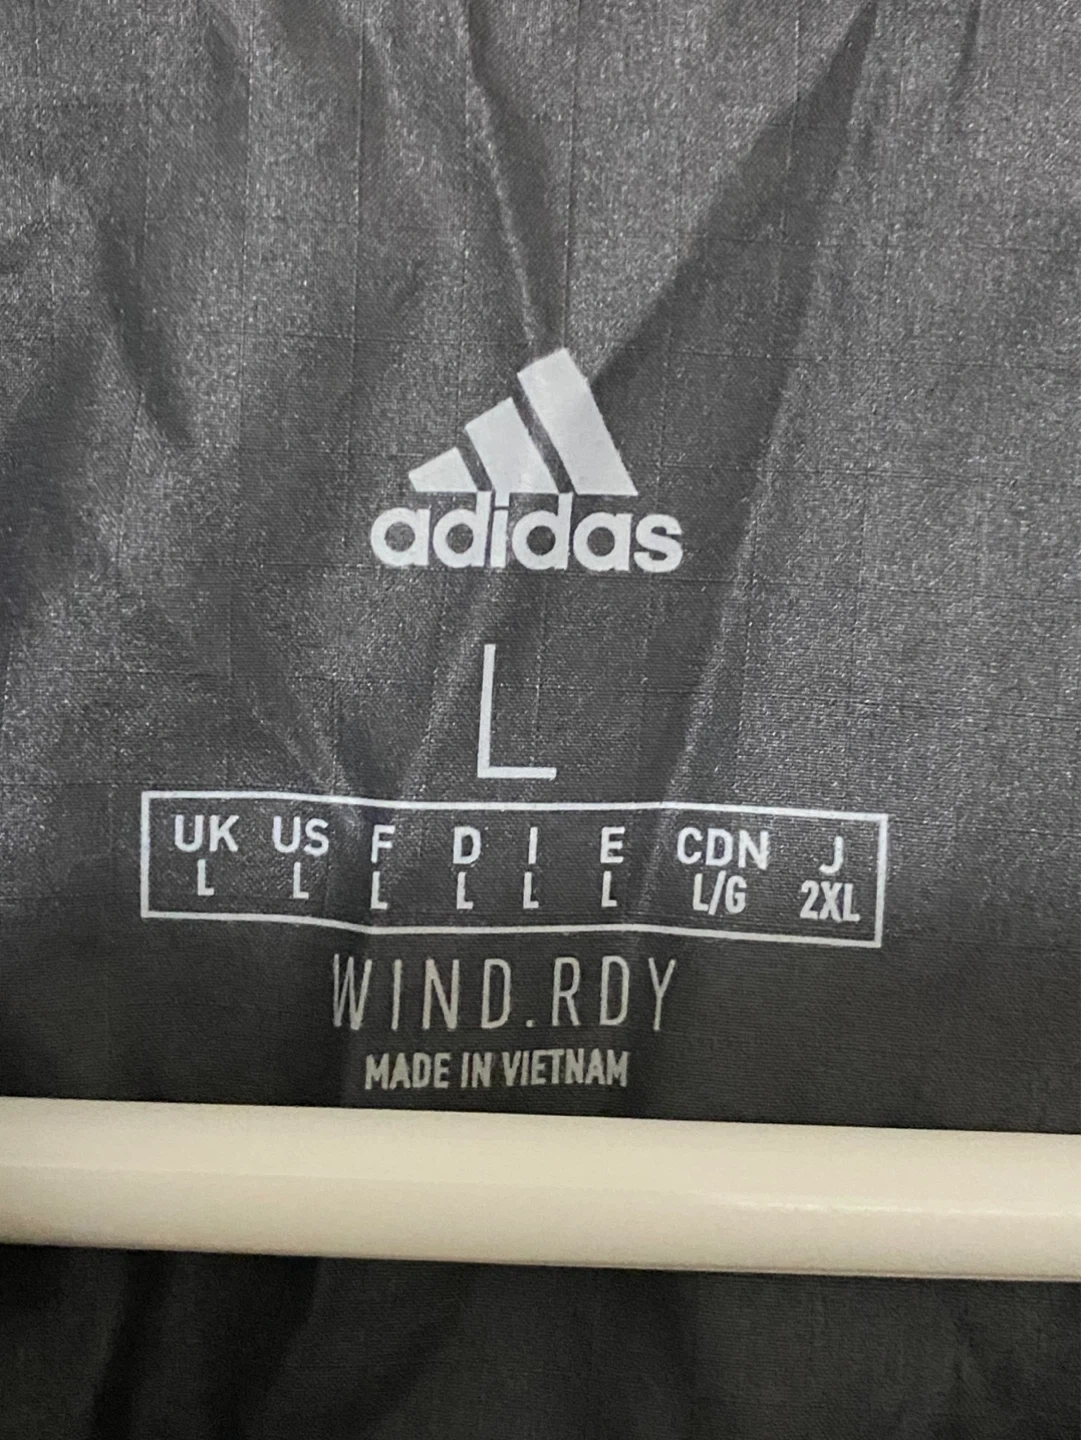 adidas
L
UK US F D I E CDN J
L L L L L L L/G 2XL
WIND.RDY
MADE IN VIETNAM